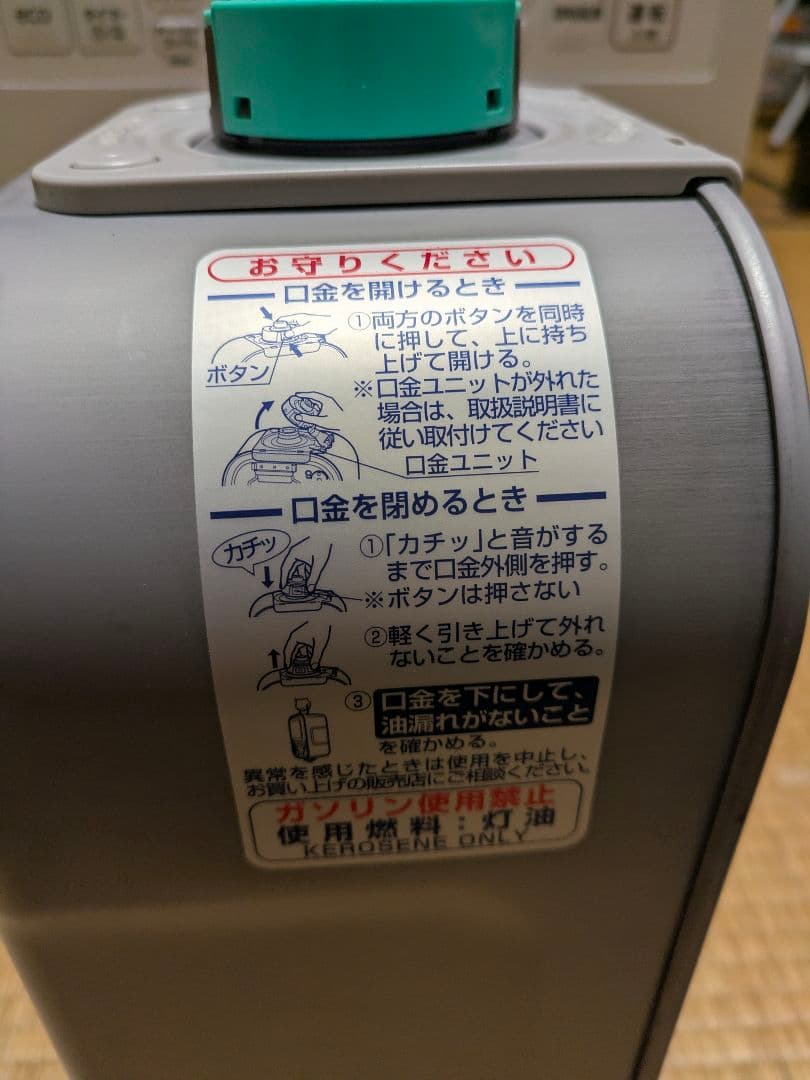 お守りください
口金を開けるとき
①両方のボタンを同時
に押して、上に持ち
上げて開ける。
ボタン
※口金ユニットが外れた
場合は、取扱説明書に
従い取付けてください
口金ユニット
口金を閉めるとき
カチッ
①「カチッ」と音がする
まで口金外側を押す。
※ボタンは押さない
②軽く引き上げて外れ
ないことを確かめる。
③口金を下にして、
油漏れがないこと
を確かめる。
異常を感じたときは使用を中止し、
お買い上げの販売店にご相談ください。
ガソリン使用禁止
使用燃料：灯油
KEROSENE ONLY